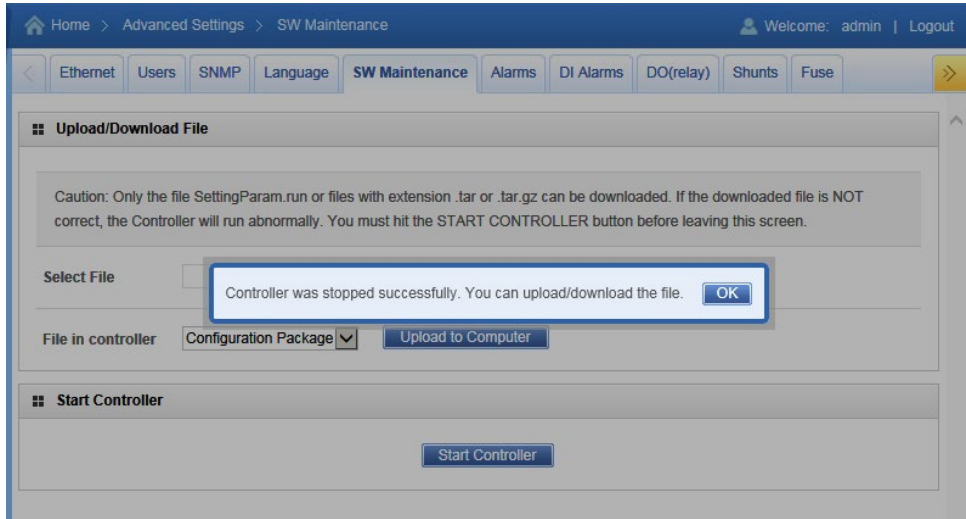 Home > Advanced Settings > SW Maintenance Welcome: admin | Logout
Ethernet Users SNMP Language SW Maintenance Alarms DI Alarms DO(relay) Shunts Fuse
Upload/Download File
Caution: Only the file SettingParam.run or files with extension .tar or .tar.gz can be downloaded. If the downloaded file is NOT
correct, the Controller will run abnormally. You must hit the START CONTROLLER button before leaving this screen.
Select File
Controller was stopped successfully. You can upload/download the file. OK
File in controller Configuration Package Upload to Computer
Start Controller
Start Controller